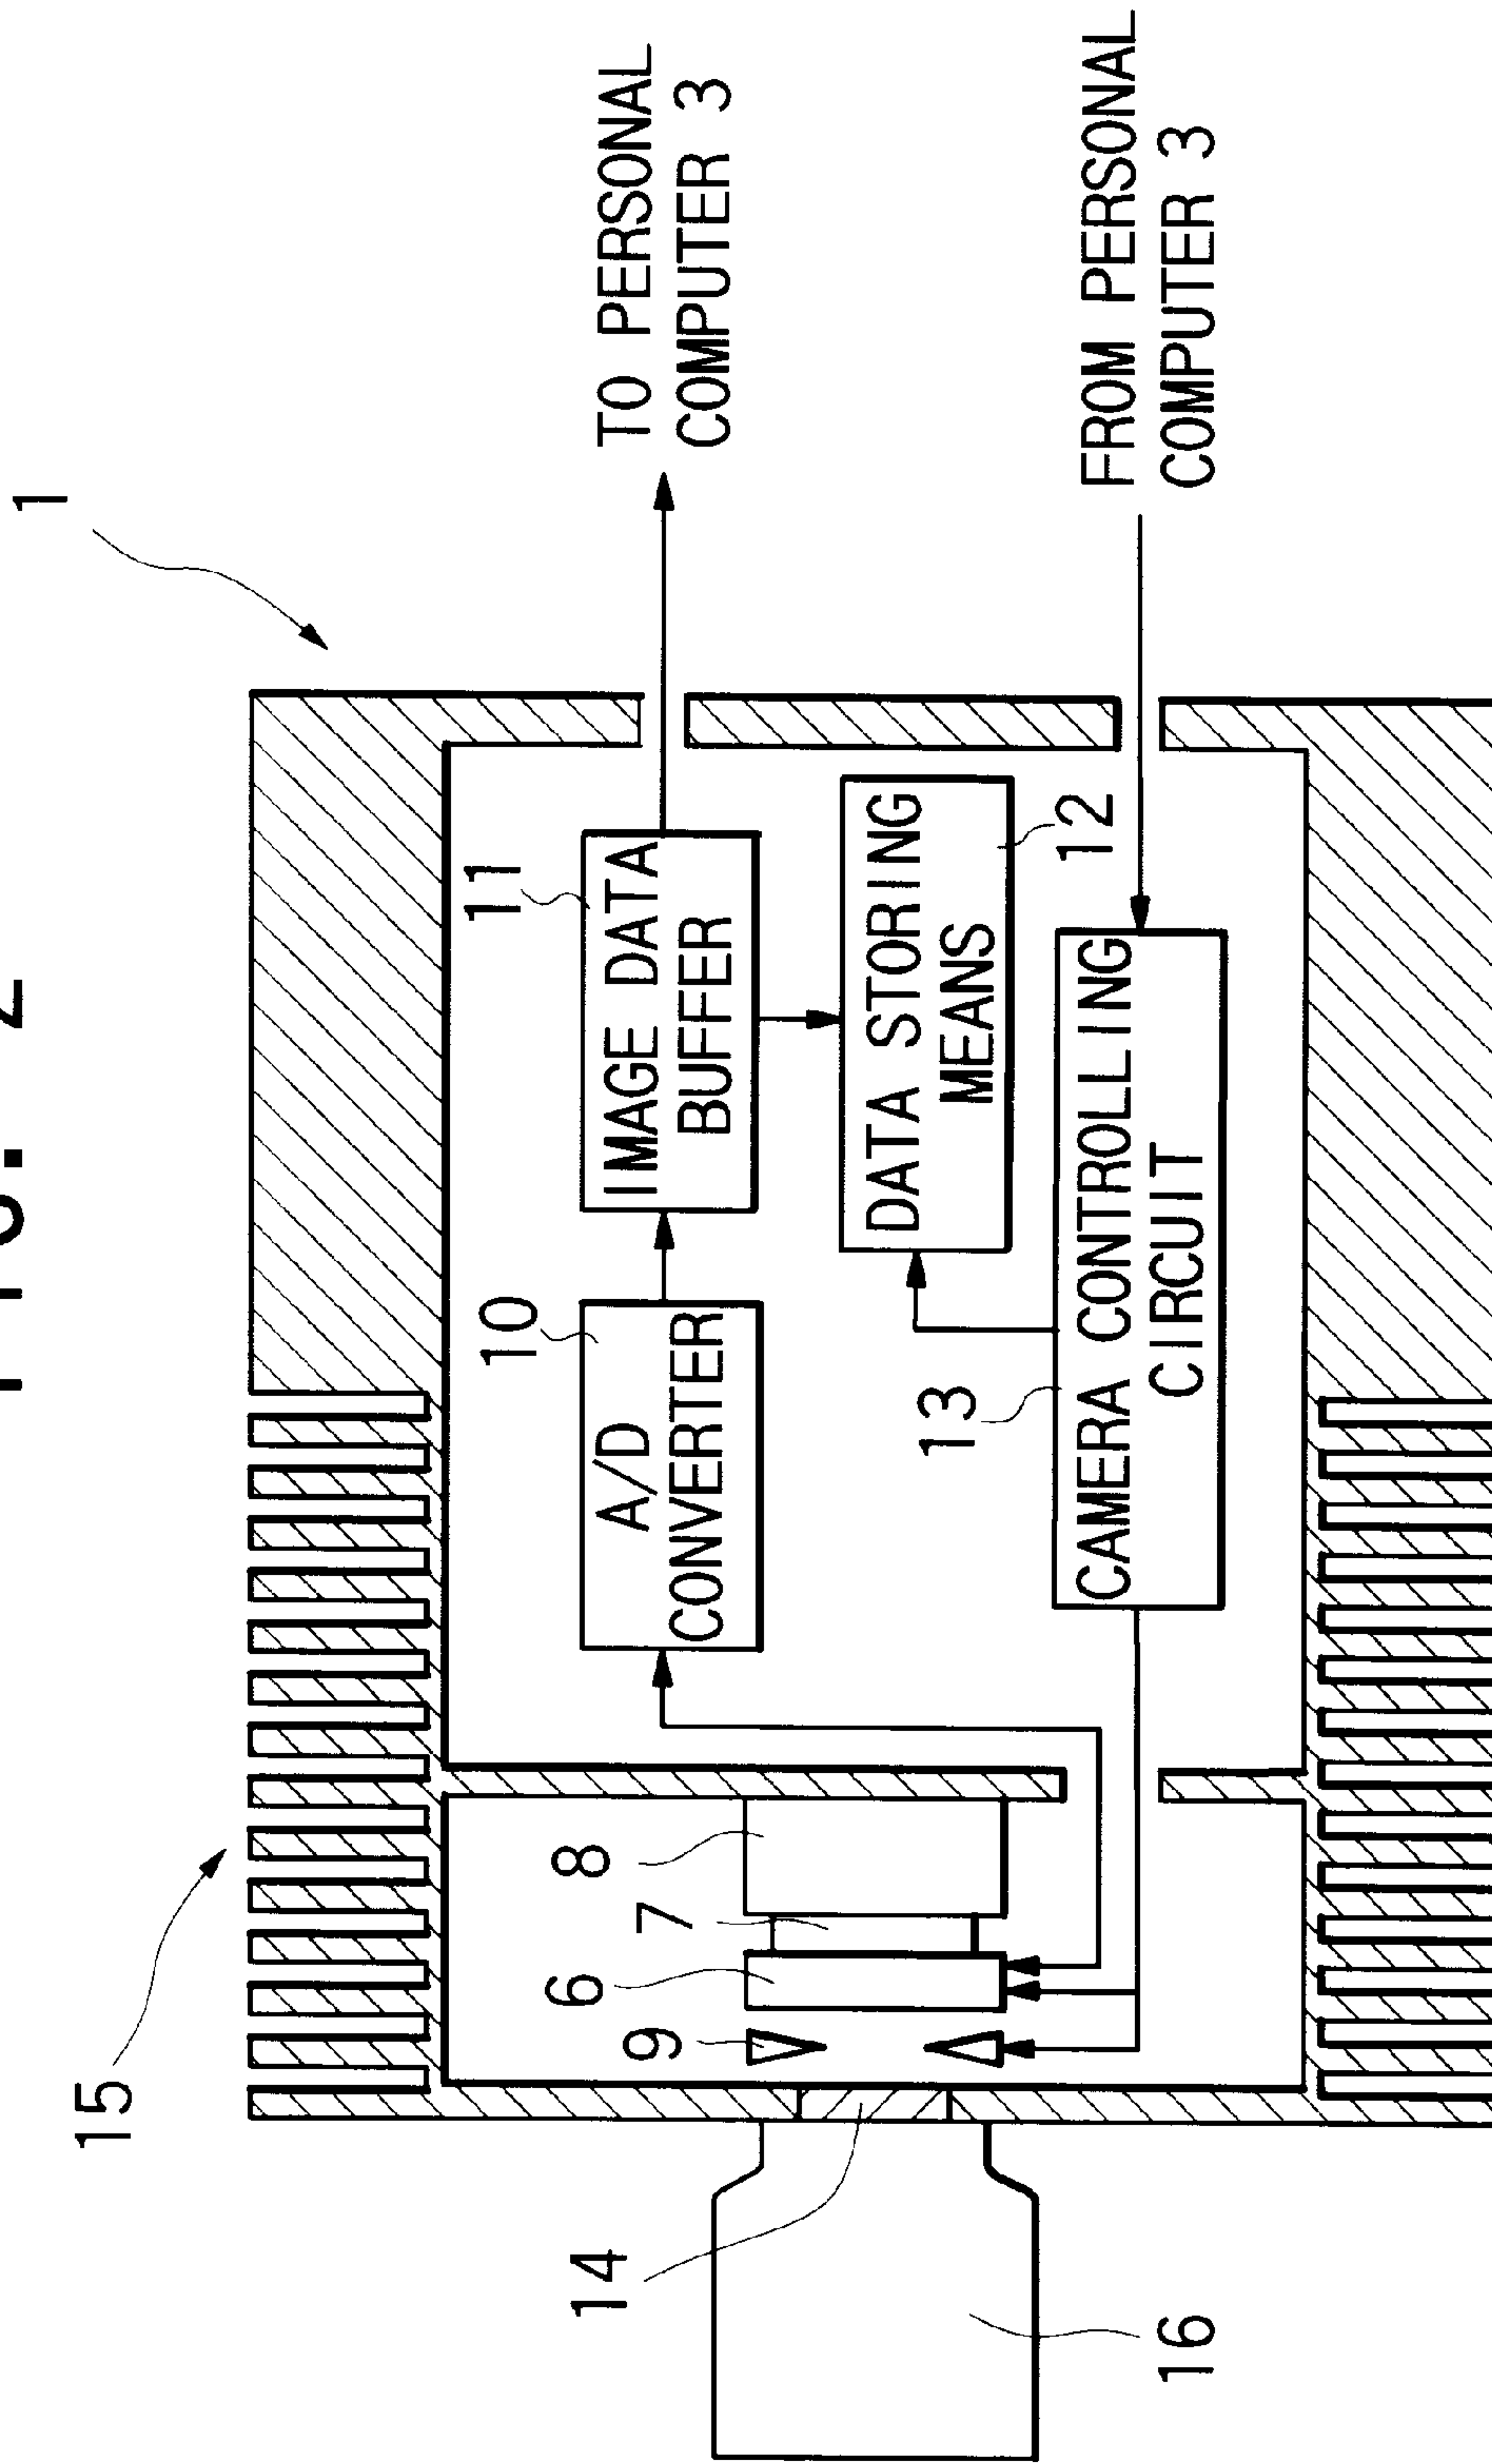 FIG. 2
1
15
11
10
14
6
8
9
7
A/D
CONVERTER
IMAGE DATA
BUFFER
TO PERSONAL
COMPUTER 3
DATA STORING
MEANS
13
12
CAMERA CONTROLLING
CIRCUIT
FROM PERSONAL
COMPUTER 3
16